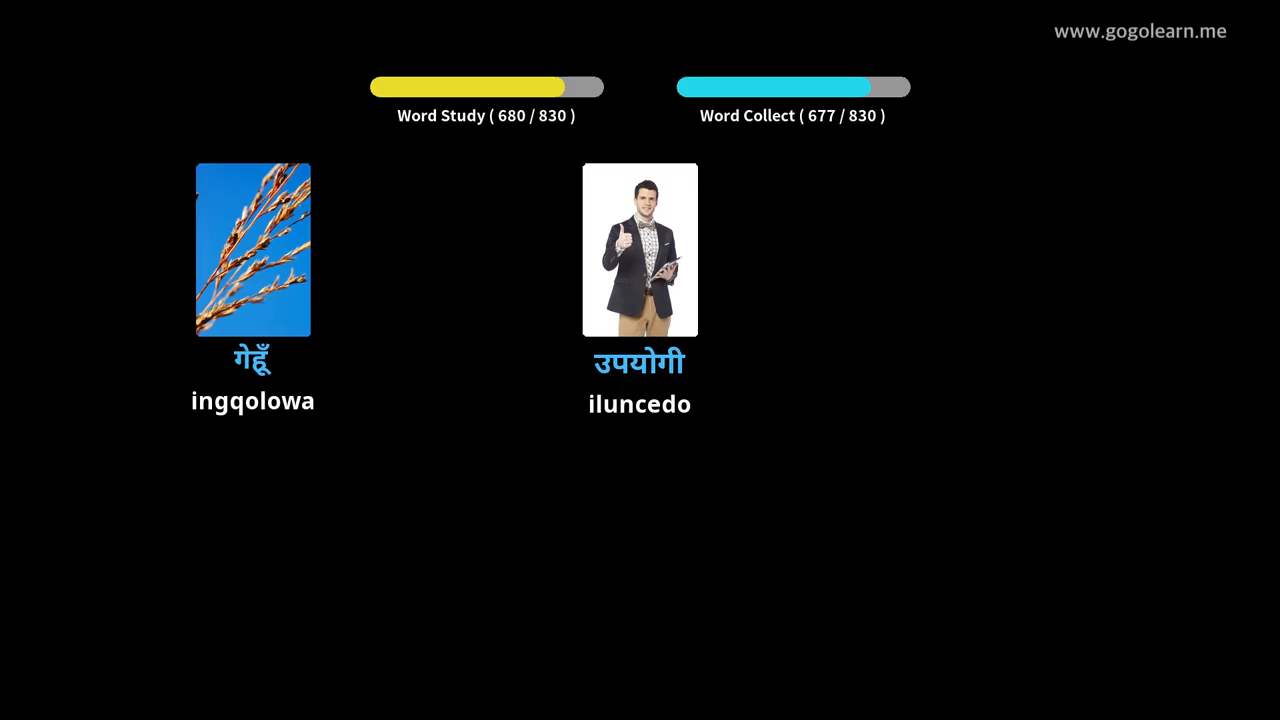 www.gogolearn.me
Word Study ( 680 / 830 )
Word Collect ( 677 / 830 )
गेहूँ
ingqolowa
उपयोगी
iluncedo